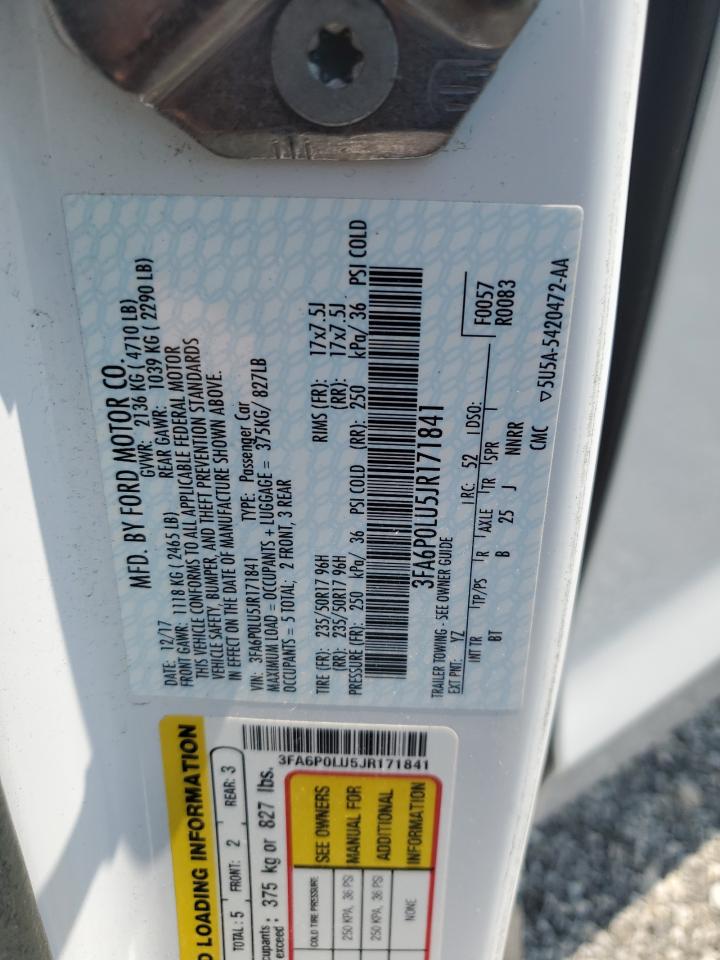 MFD. BY FORD MOTOR CO.
DATE: 12/17 GVWR: 2136 KG ( 4710 LB)
FRONT GAWR: 1118 KG ( 2465 LB) REAR GAWR: 1039 KG ( 2290 LB)
THIS VEHICLE CONFORMS TO ALL APPLICABLE FEDERAL MOTOR
VEHICLE SAFETY, BUMPER, AND THEFT PREVENTION STANDARDS
IN EFFECT ON THE DATE OF MANUFACTURE SHOWN ABOVE.
VIN: 3FA6P0LU5JR171841 TYPE: Passenger Car
MAXIMUM LOAD = OCCUPANTS + LUGGAGE = 375KG/ 827LB
OCCUPANTS = 5 TOTAL; 2 FRONT, 3 REAR
TIRE (FR): 235/50R17 96H RIMS (FR): 17x7.5J
(RR): 235/50R17 96H (RR): 17x7.5J
PRESSURE (FR): 250 kPa/ 36 PSI COLD (RR): 250 kPa/ 36 PSI COLD
3FA6P0LU5JR171841
TRAILER TOWING - SEE OWNER GUIDE
EXT PNT: YZ RC: 52 DSO:
F0057
R0083
INT TR TP/PS R AXLE TR SPR
BT B 25 J NNRR
CMC ▽5U5A-5420472-AA
3FA6P0LU5JR171841
LOADING INFORMATION
TOTAL: 5 FRONT: 2 REAR: 3
exceed: 375 kg or 827 lbs.
COLD TIRE PRESSURE SEE OWNERS
250 KPA, 36 PSI MANUAL FOR
250 KPA, 36 PSI ADDITIONAL
NONE INFORMATION